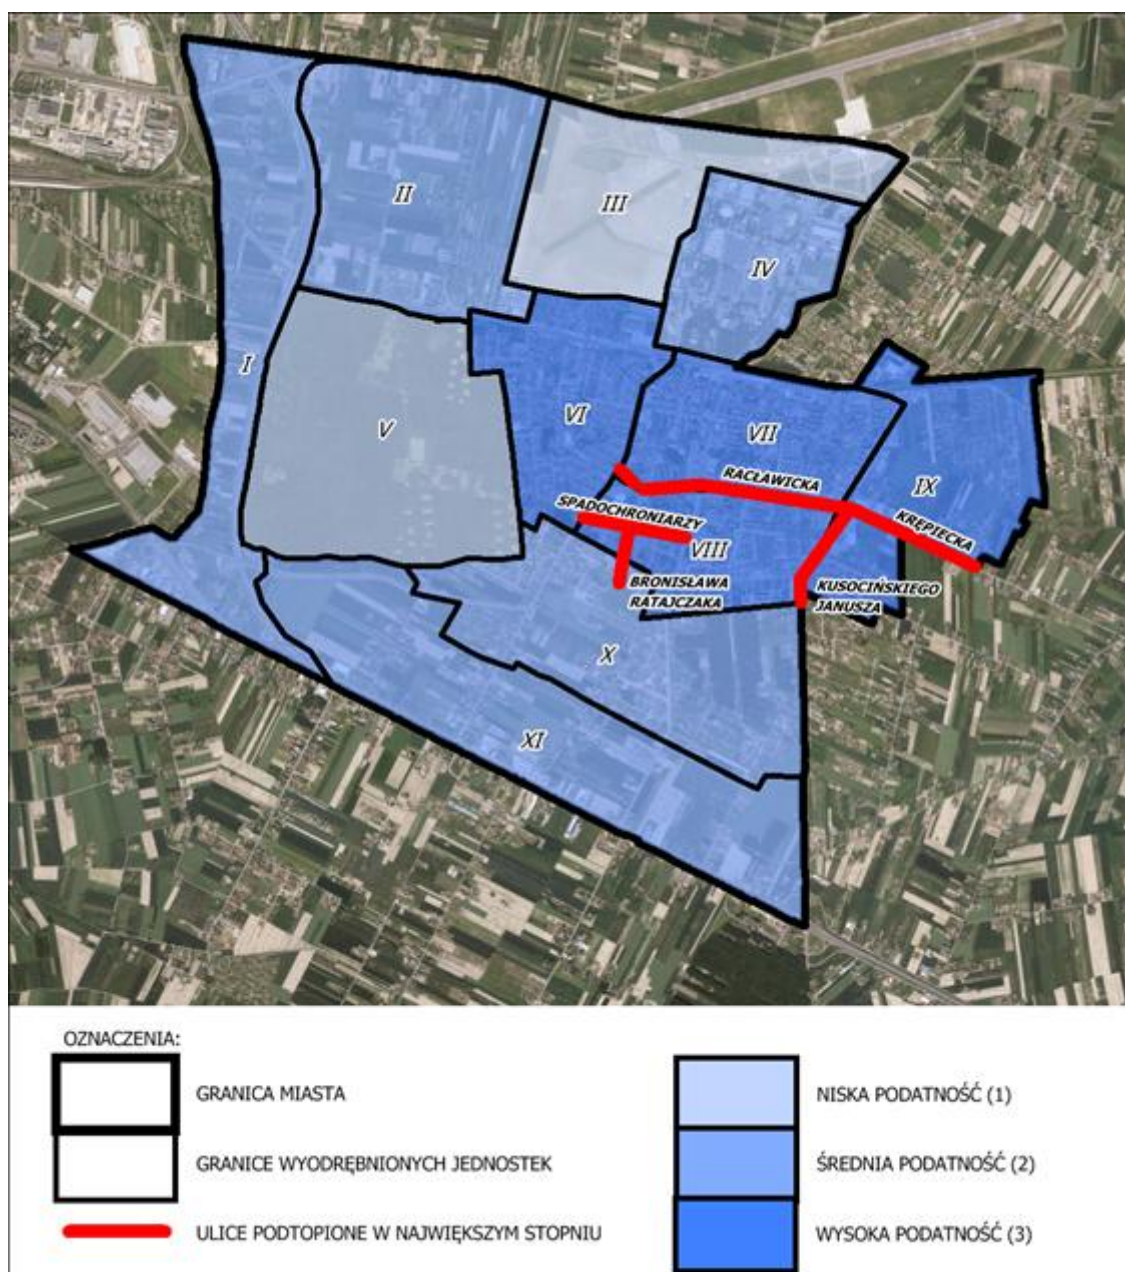 II
III
IV
I
V
VI
VII
RACŁAWICKA
IX
SPADOCHRONIARZY
KRĘPIECKA
VIII
BRONISŁAWA
RATAJCZAKA
KUSOCIŃSKIEGO
JANUSZA
X
XI
OZNACZENIA:
GRANICA MIASTA
GRANICE WYODRĘBNIONYCH JEDNOSTEK
ULICE PODTOPIONE W NAJWIĘKSZYM STOPNIU
NISKA PODATNOŚĆ (1)
ŚREDNIA PODATNOŚĆ (2)
WYSOKA PODATNOŚĆ (3)